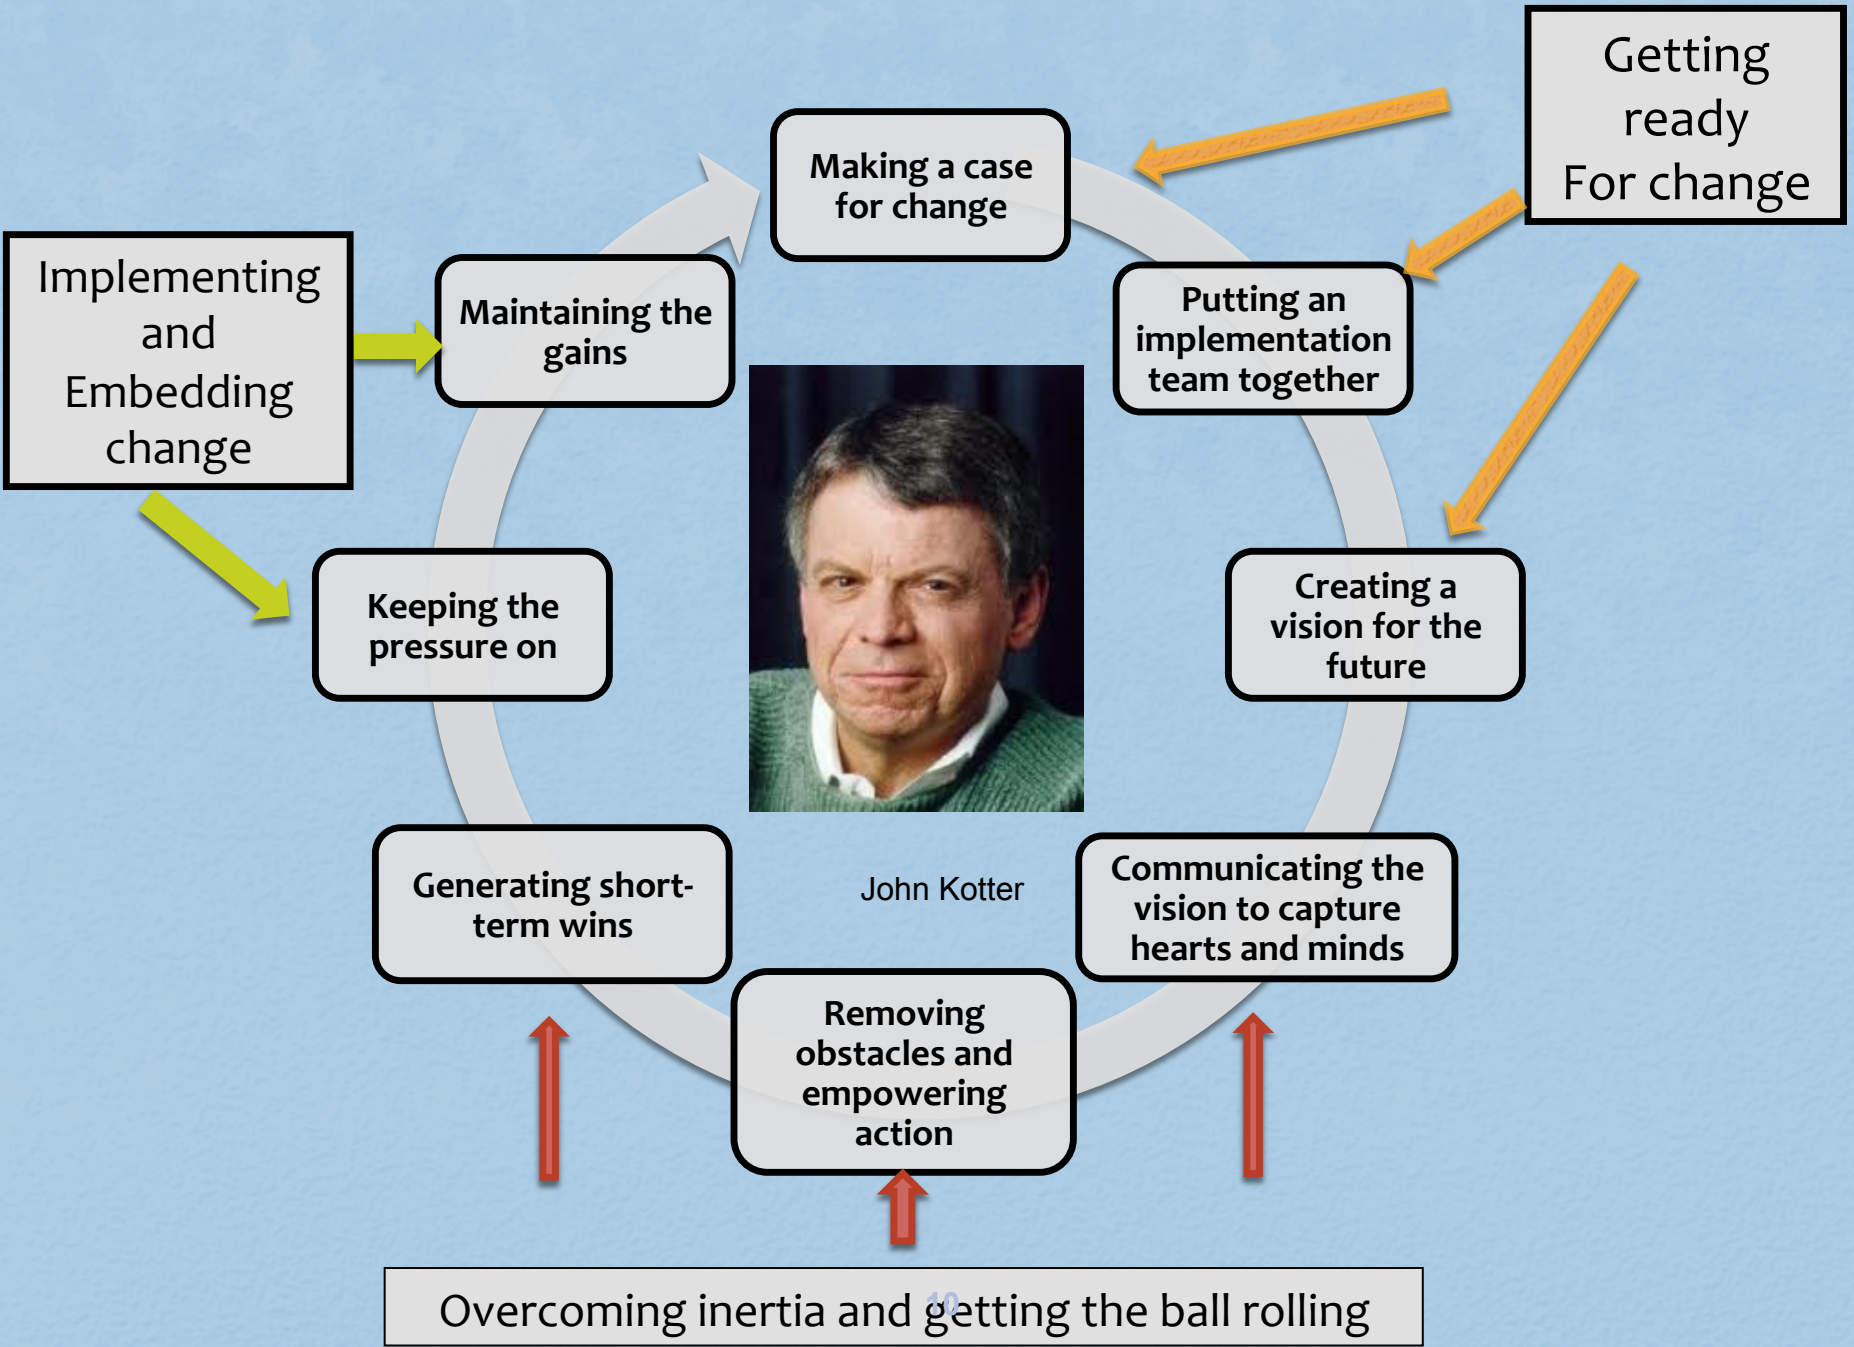 Getting
ready
For change
Making a case
for change
Putting an
implementation
team together
Creating a
vision for the
future
Communicating the
vision to capture
hearts and minds
Removing
obstacles and
empowering
action
Generating short-
term wins
Keeping the
pressure on
Maintaining the
gains
Implementing
and
Embedding
change
John Kotter
Overcoming inertia and getting the ball rolling
10